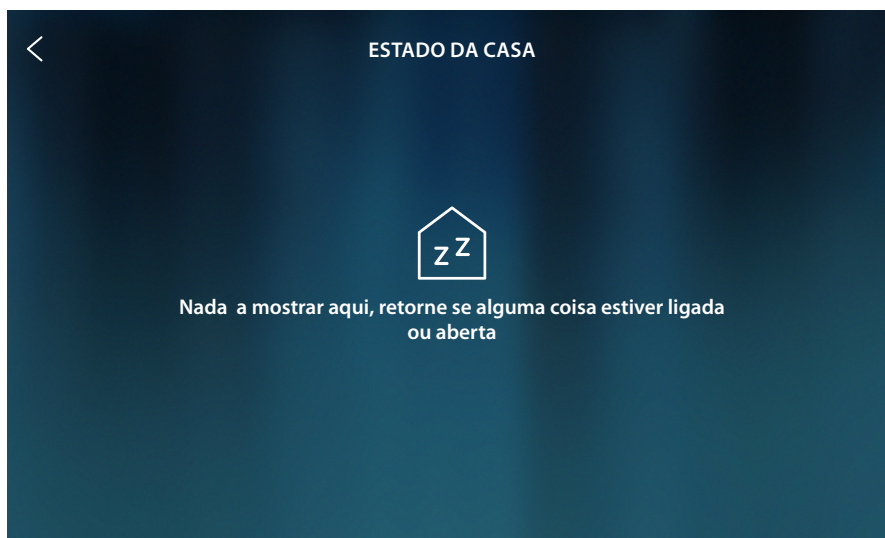 ESTADO DA CASA
z Z
Nada  a mostrar aqui, retorne se alguma coisa estiver ligada
ou aberta